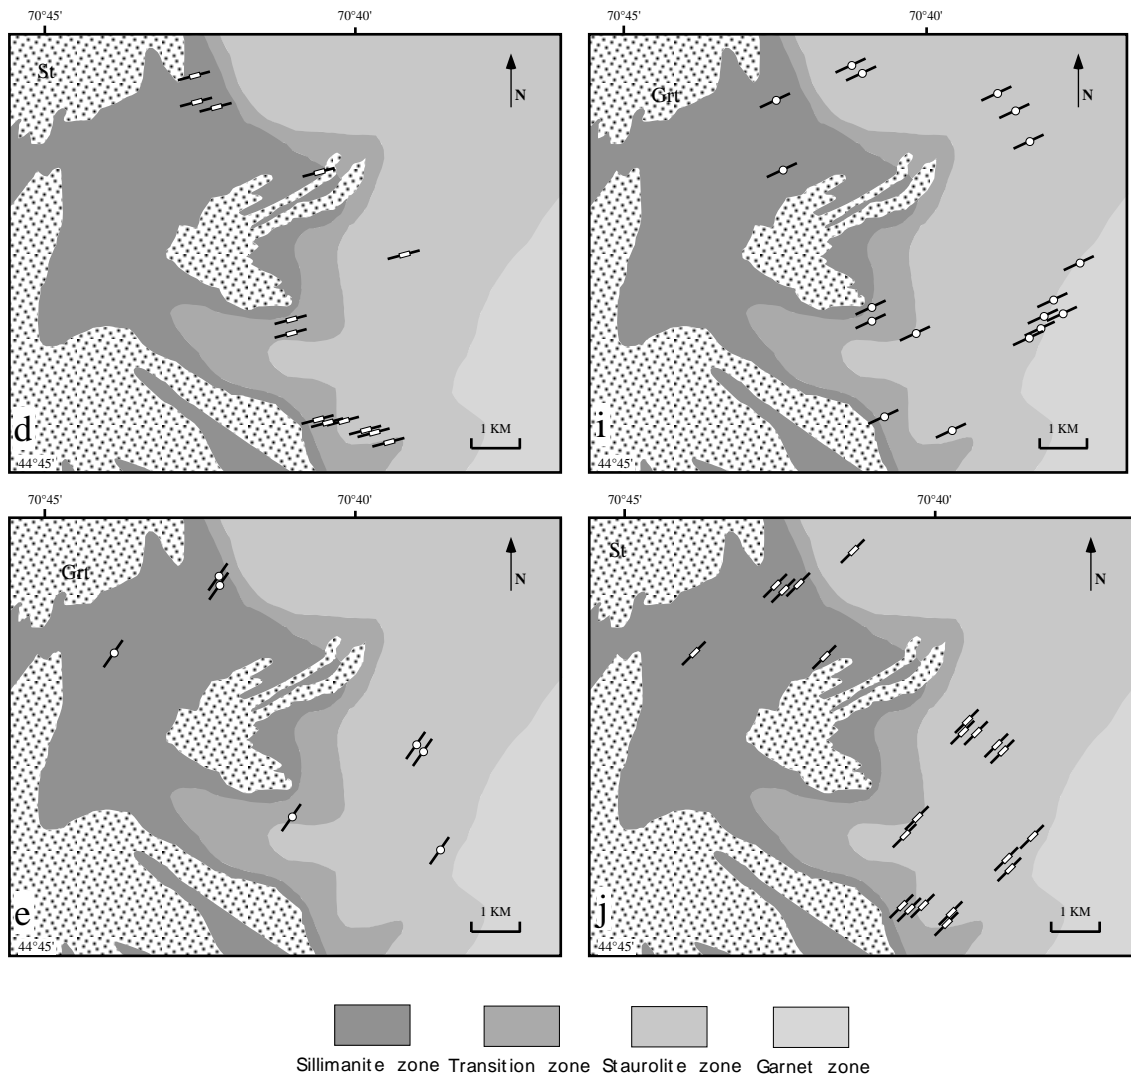 70°45' 70°40' 70°45' 70°40'
St
Grt
N
N
d
1 KM
i
1 KM
44°45'
44°45'
70°45' 70°40' 70°45' 70°40'
Grt
St
N
N
e
1 KM
j
1 KM
44°45'
44°45'
Sillimanite zone Transition zone Staurolite zone Garnet zone